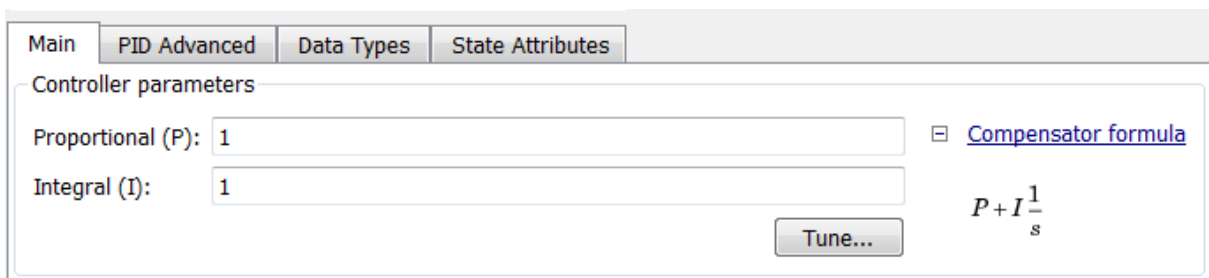 Main PID Advanced Data Types State Attributes
Controller parameters
Proportional (P): 1
Compensator formula
Integral (I): 1
P + I 1/s
Tune...